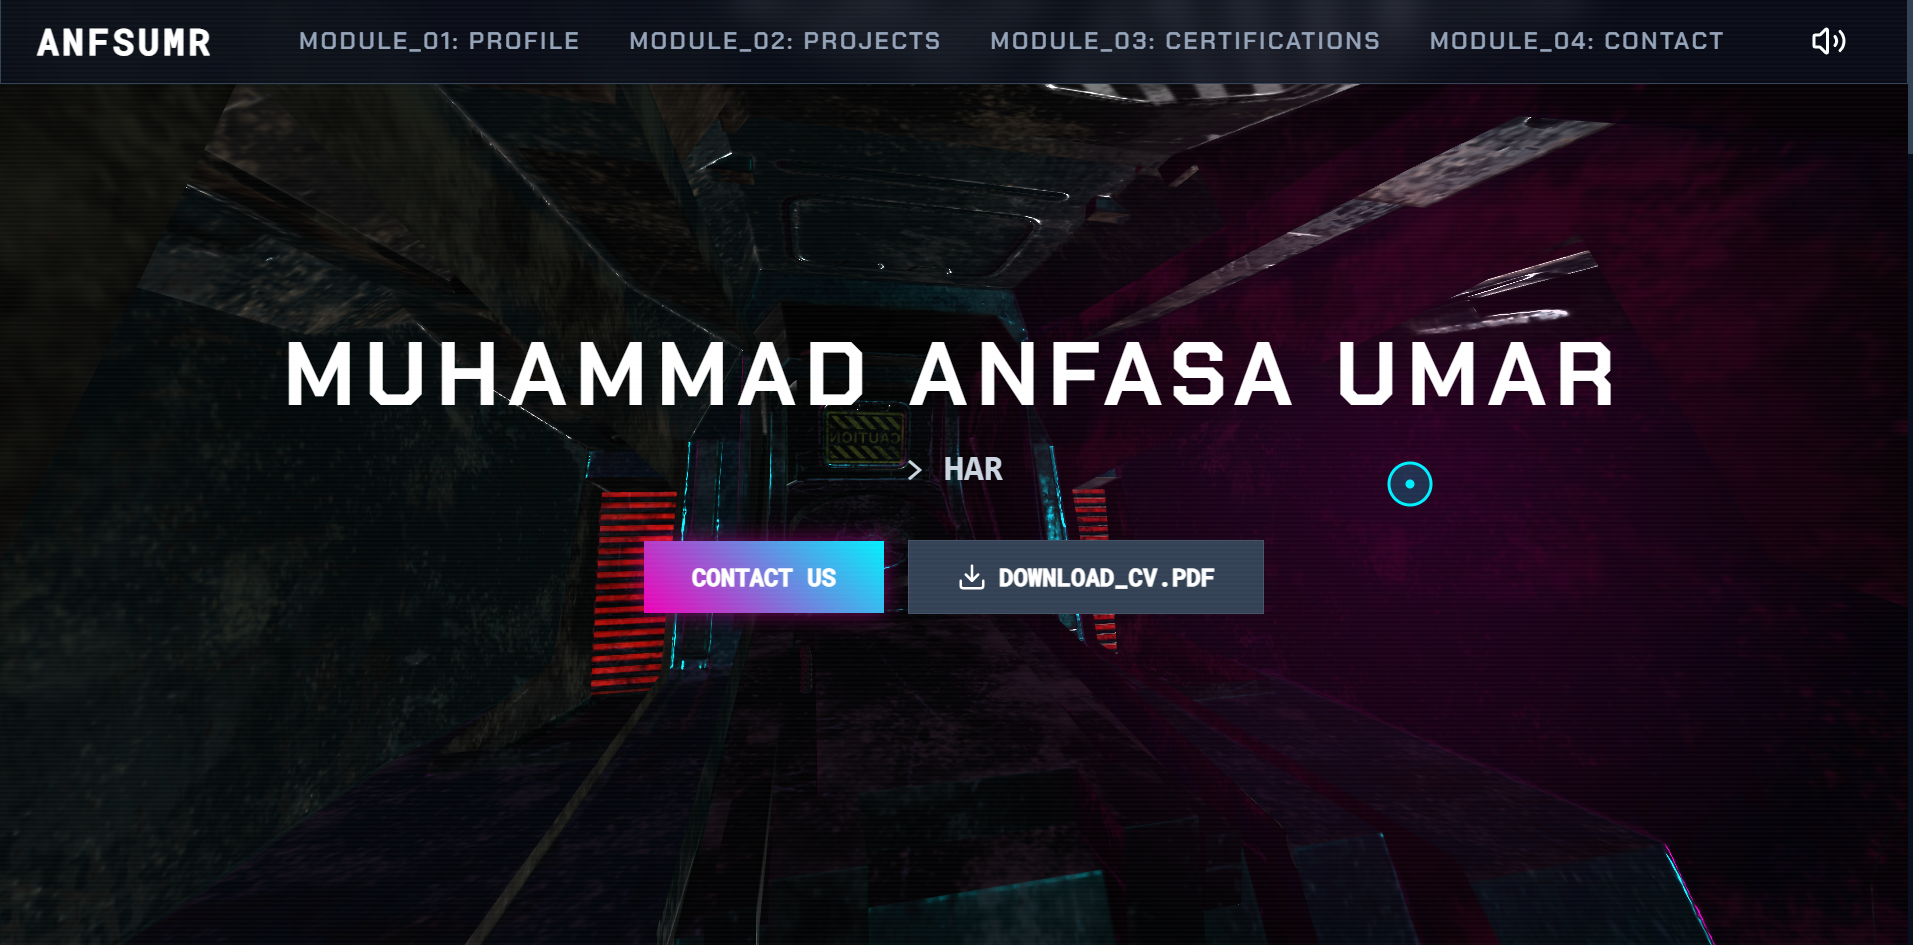 ANFSUMR MODULE_01: PROFILE MODULE_02: PROJECTS MODULE_03: CERTIFICATIONS MODULE_04: CONTACT
MUHAMMAD ANFASA UMAR
CAUTION
> HAR
CONTACT US DOWNLOAD_CV.PDF